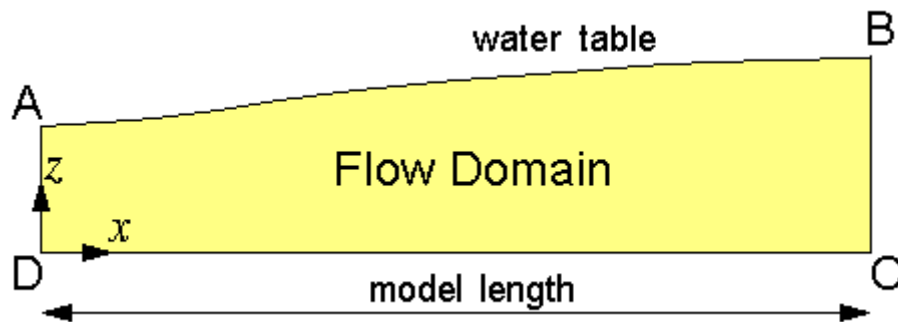 water table
B
A
z
Flow Domain
x
D
C
model length